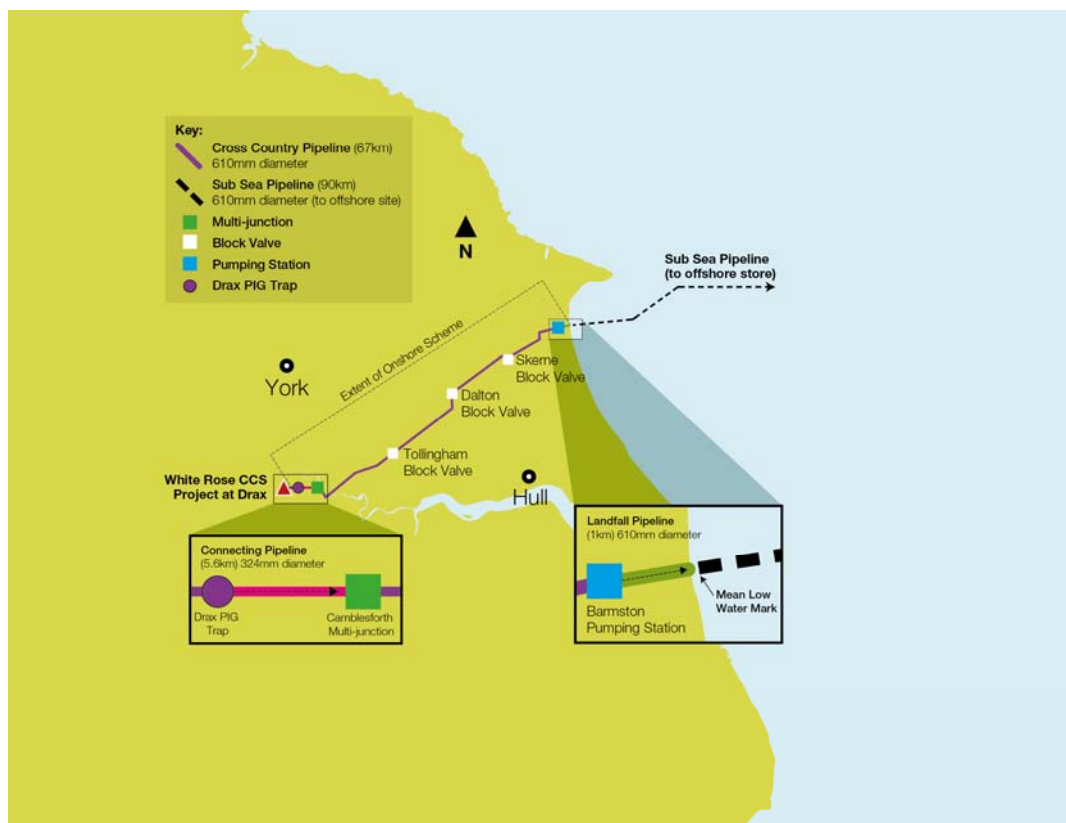 Key:
Cross Country Pipeline (67km)
610mm diameter
Sub Sea Pipeline (90km)
610mm diameter (to offshore site)
Multi-junction
Block Valve
Pumping Station
Drax PIG Trap
N
Sub Sea Pipeline
(to offshore store)
Extent of Onshore Scheme
York
Skerne
Block Valve
Dalton
Block Valve
Tollingham
Block Valve
White Rose CCS
Project at Drax
Hull
Connecting Pipeline
(5.6km) 324mm diameter
Drax PIG
Trap
Camblesforth
Multi-junction
Landfall Pipeline
(1km) 610mm diameter
Barmston
Pumping Station
Mean Low
Water Mark